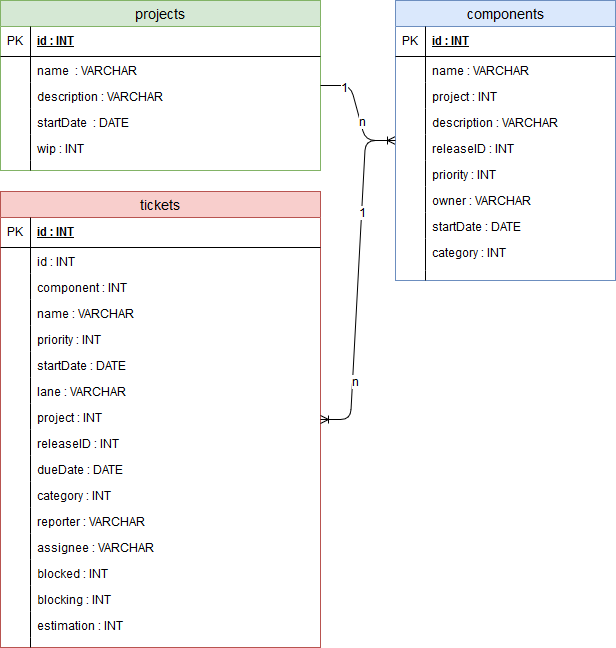 projects
PK id : INT
name : VARCHAR
description : VARCHAR
startDate : DATE
wip : INT
components
PK id : INT
name : VARCHAR
project : INT
description : VARCHAR
releaseID : INT
priority : INT
owner : VARCHAR
startDate : DATE
category : INT
1
n
1
n
tickets
PK id : INT
id : INT
component : INT
name : VARCHAR
priority : INT
startDate : DATE
lane : VARCHAR
project : INT
releaseID : INT
dueDate : DATE
category : INT
reporter : VARCHAR
assignee : VARCHAR
blocked : INT
blocking : INT
estimation : INT